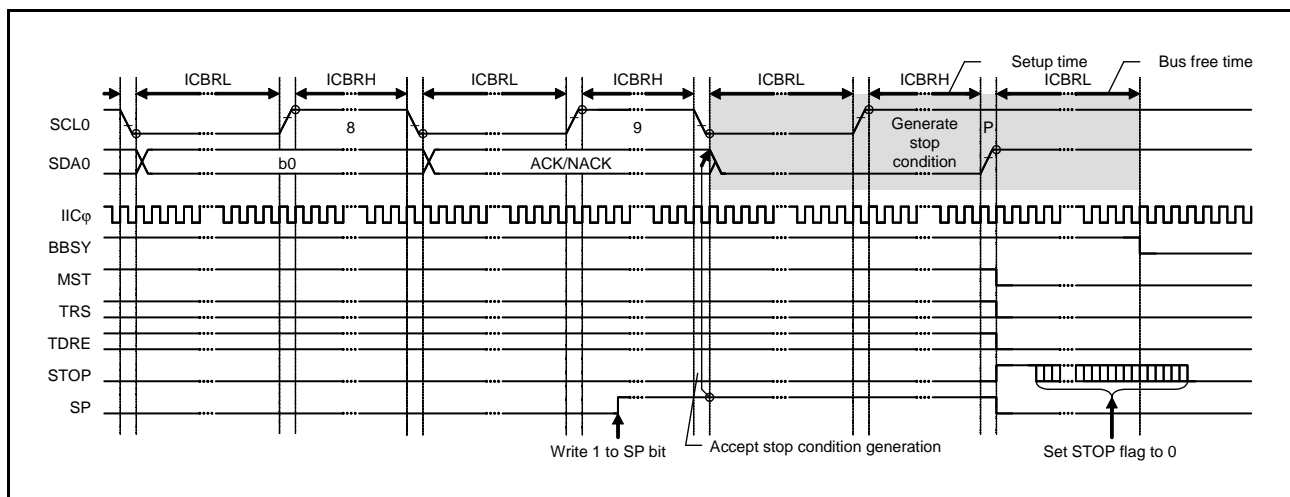 Setup time
Bus free time
ICBRL ICBRH ICBRL ICBRH ICBRL ICBRH ICBRL
SCL0
8
9
Generate
stop
condition
P
SDA0
b0
ACK/NACK
IICφ
BBSY
MST
TRS
TDRE
STOP
SP
Write 1 to SP bit
Accept stop condition generation
Set STOP flag to 0